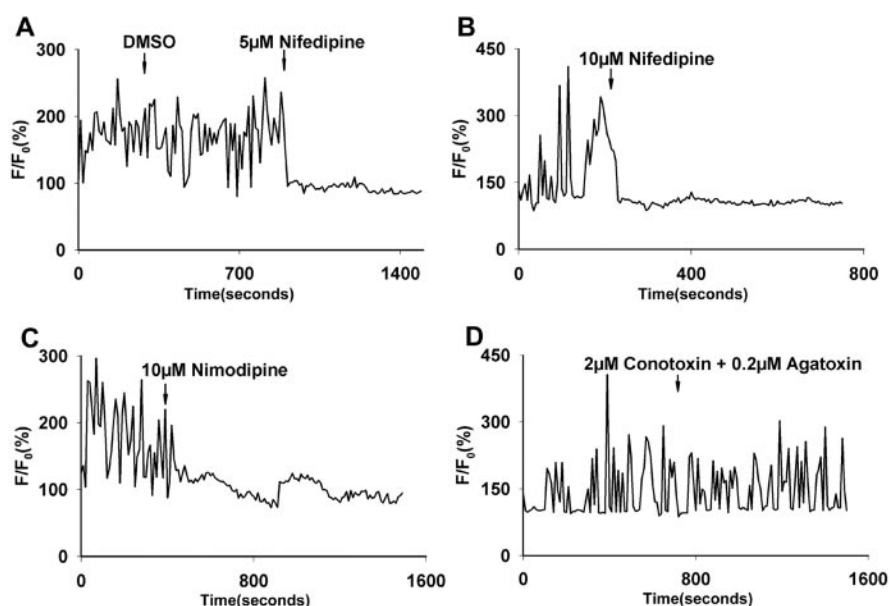 A
DMSO
5µM Nifedipine
300
200
100
0
F/F₀(%)
0
700
1400
Time(seconds)
B
10µM Nifedipine
450
300
150
0
F/F₀(%)
0
400
800
Time(seconds)
C
10µM Nimodipine
300
200
100
0
F/F₀(%)
0
800
1600
Time(seconds)
D
2µM Conotoxin + 0.2µM Agatoxin
450
300
150
0
F/F₀(%)
0
800
1600
Time(seconds)